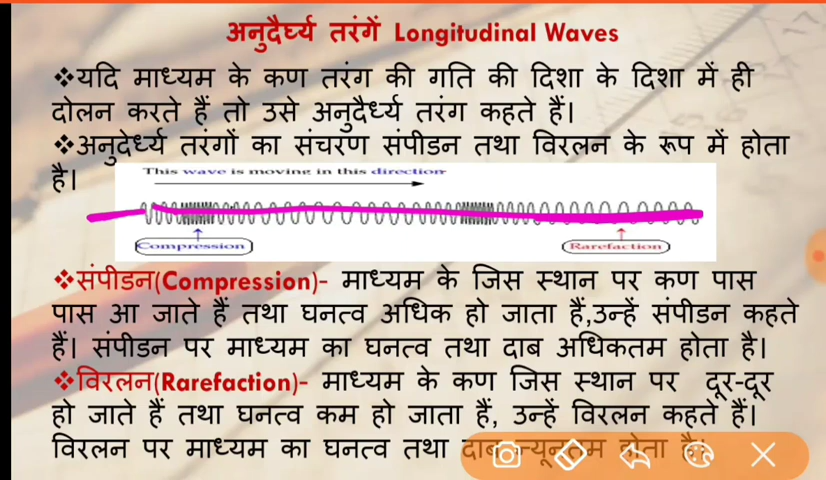 अनुदैर्घ्य तरंगें Longitudinal Waves
❖यदि माध्यम के कण तरंग की गति की दिशा के दिशा में ही
दोलन करते हैं तो उसे अनुदैर्ध्य तरंग कहते हैं।
❖अनुदेर्ध्य तरंगों का संचरण संपीडन तथा विरलन के रूप में होता
है।
This wave is moving in this direction
Compression
Rarefaction
❖संपीडन(Compression)- माध्यम के जिस स्थान पर कण पास
पास आ जाते हैं तथा घनत्व अधिक हो जाता हैं,उन्हें संपीडन कहते
हैं। संपीडन पर माध्यम का घनत्व तथा दाब अधिकतम होता है।
❖विरलन(Rarefaction)- माध्यम के कण जिस स्थान पर दूर-दूर
हो जाते हैं तथा घनत्व कम हो जाता हैं, उन्हें विरलन कहते हैं।
विरलन पर माध्यम का घनत्व तथा दाब न्यूनतम होता है।